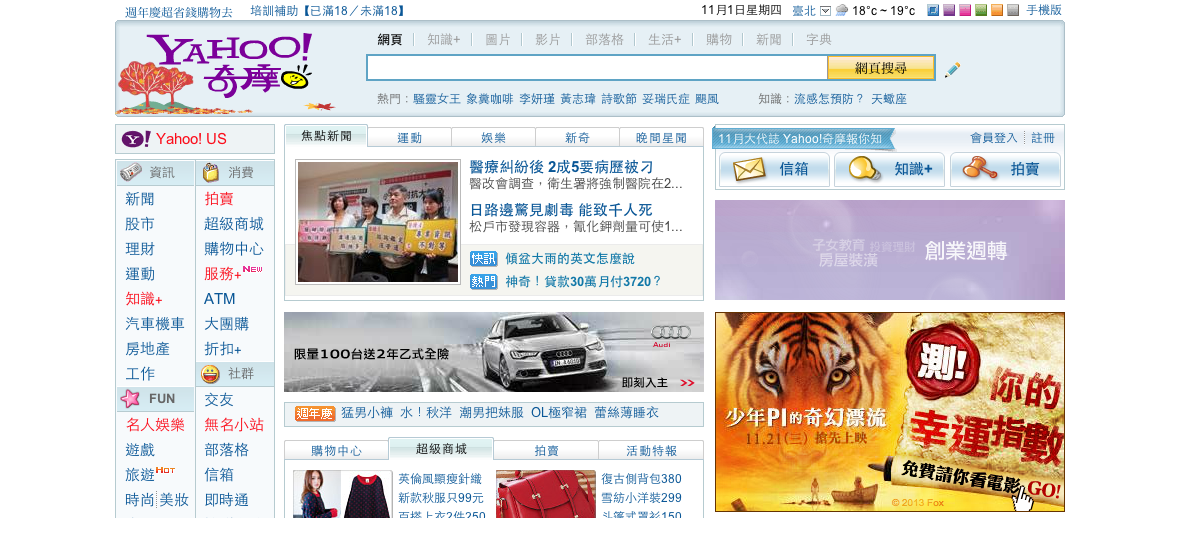 週年慶超省錢購物去 培訓補助【已滿18／未滿18】 11月1日星期四 臺北 18°c ~ 19°c 手機版
YAHOO!
奇摩
網頁 知識+ 圖片 影片 部落格 生活+ 購物 新聞 字典
網頁搜尋
熱門： 騷靈女王 象糞咖啡 李妍瑾 黃志瑋 詩歌節 妥瑞氏症 颶風 知識： 流感怎預防？ 天蠍座
Y! Yahoo! US
資訊
新聞
股市
理財
運動
知識+
汽車機車
房地產
工作
FUN
名人娛樂
遊戲
旅遊 HOT
時尚 美妝
消費
拍賣
超級商城
購物中心
服務+ NEW
ATM
大團購
折扣+
社群
交友
無名小站
部落格
信箱
即時通
焦點新聞 運動 娛樂 新奇 晚間星聞
醫療糾紛後 2成5要病歷被刁
醫改會調查，衛生署將強制醫院在2...
日路邊驚見劇毒 能致千人死
松戶市發現容器，氰化鉀劑量可使1...
快訊 傾盆大雨的英文怎麼說
熱門 神奇！貸款30萬月付3720？
限量100台送2年乙式全險
Audi
即刻入主 >>
週年慶 猛男小褲 水！秋洋 潮男把妹服 OL極窄裙 蕾絲薄睡衣
購物中心 超級商城 拍賣 活動特報
英倫風顯瘦針織
新款秋服只99元
百搭上衣2件250
復古側背包380
雪紡小洋裝299
斗篷式罩衫150
11月大代誌 Yahoo!奇摩報你知 會員登入 註冊
信箱 知識+ 拍賣
子女教育 投資理財
房屋裝潢
創業週轉
測!
你的
幸運指數
少年PI的奇幻漂流
11.21(三) 搶先上映
免費請你看電影
GO!
© 2013 Fox